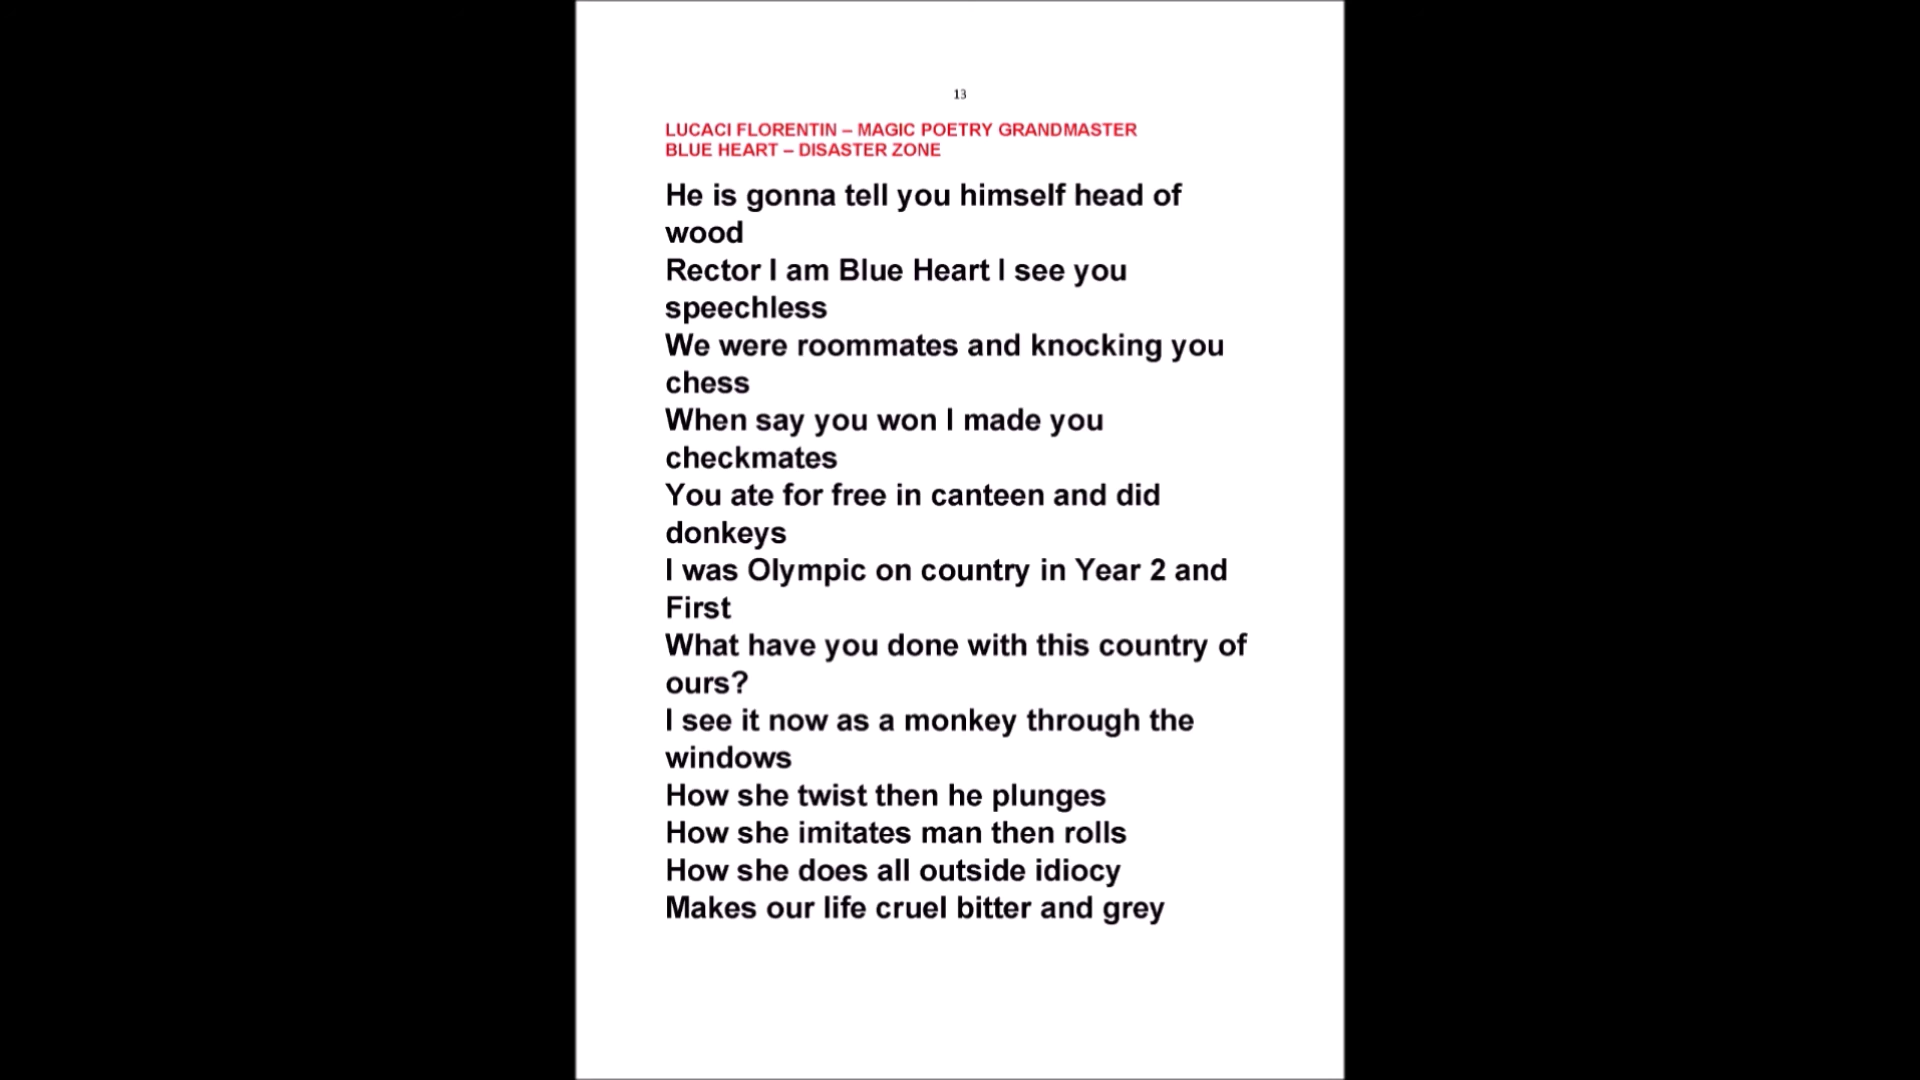 13
LUCACI FLORENTIN – MAGIC POETRY GRANDMASTER
BLUE HEART – DISASTER ZONE
He is gonna tell you himself head of
wood
Rector I am Blue Heart I see you
speechless
We were roommates and knocking you
chess
When say you won I made you
checkmates
You ate for free in canteen and did
donkeys
I was Olympic on country in Year 2 and
First
What have you done with this country of
ours?
I see it now as a monkey through the
windows
How she twist then he plunges
How she imitates man then rolls
How she does all outside idiocy
Makes our life cruel bitter and grey